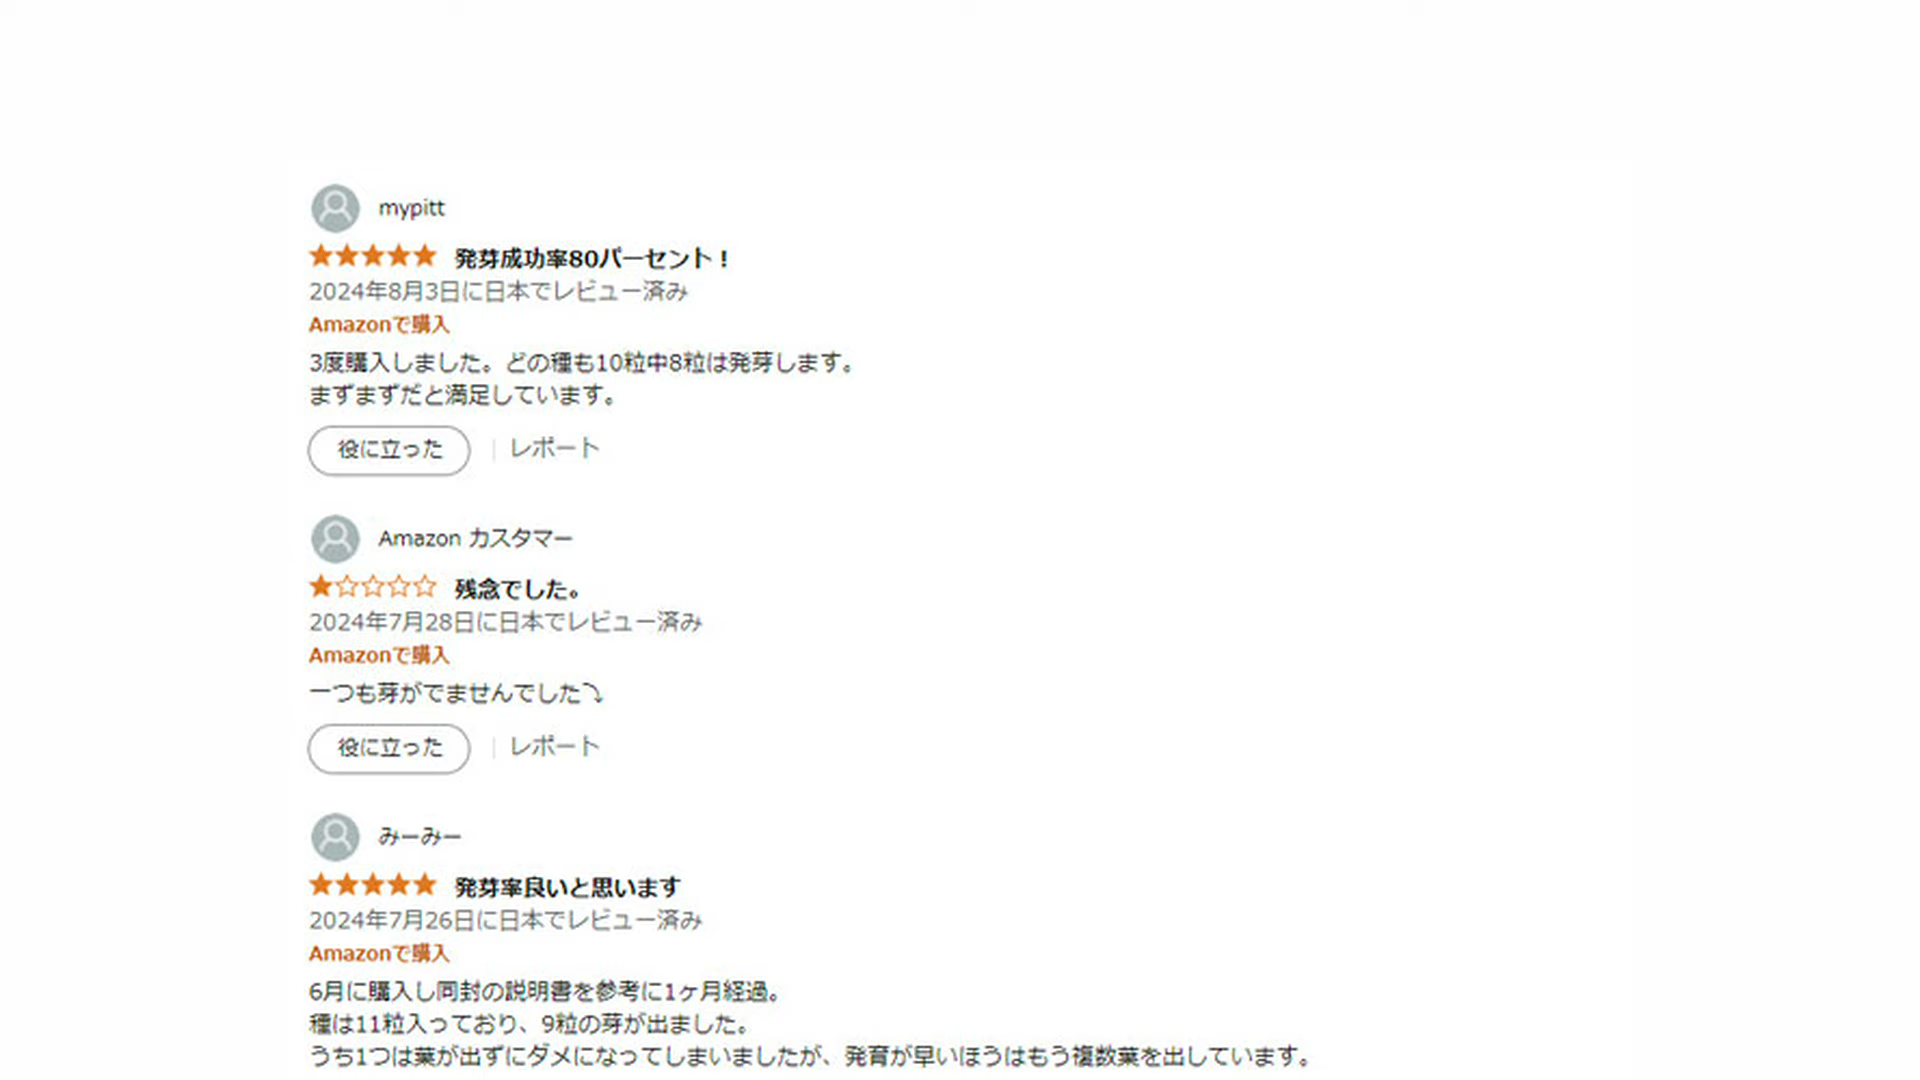 mypitt
発芽成功率80パーセント！
2024年8月3日に日本でレビュー済み
Amazonで購入
3度購入しました。どの種も10粒中8粒は発芽します。
まずまずだと満足しています。
役に立った | レポート
Amazon カスタマー
残念でした。
2024年7月28日に日本でレビュー済み
Amazonで購入
一つも芽がでませんでした⤵
役に立った | レポート
みーみー
発芽率良いと思います
2024年7月26日に日本でレビュー済み
Amazonで購入
6月に購入し同封の説明書を参考に1ヶ月経過。
種は11粒入っており、9粒の芽が出ました。
うち1つは葉が出ずにダメになってしまいましたが、発育が早いほうはもう複数葉を出しています。